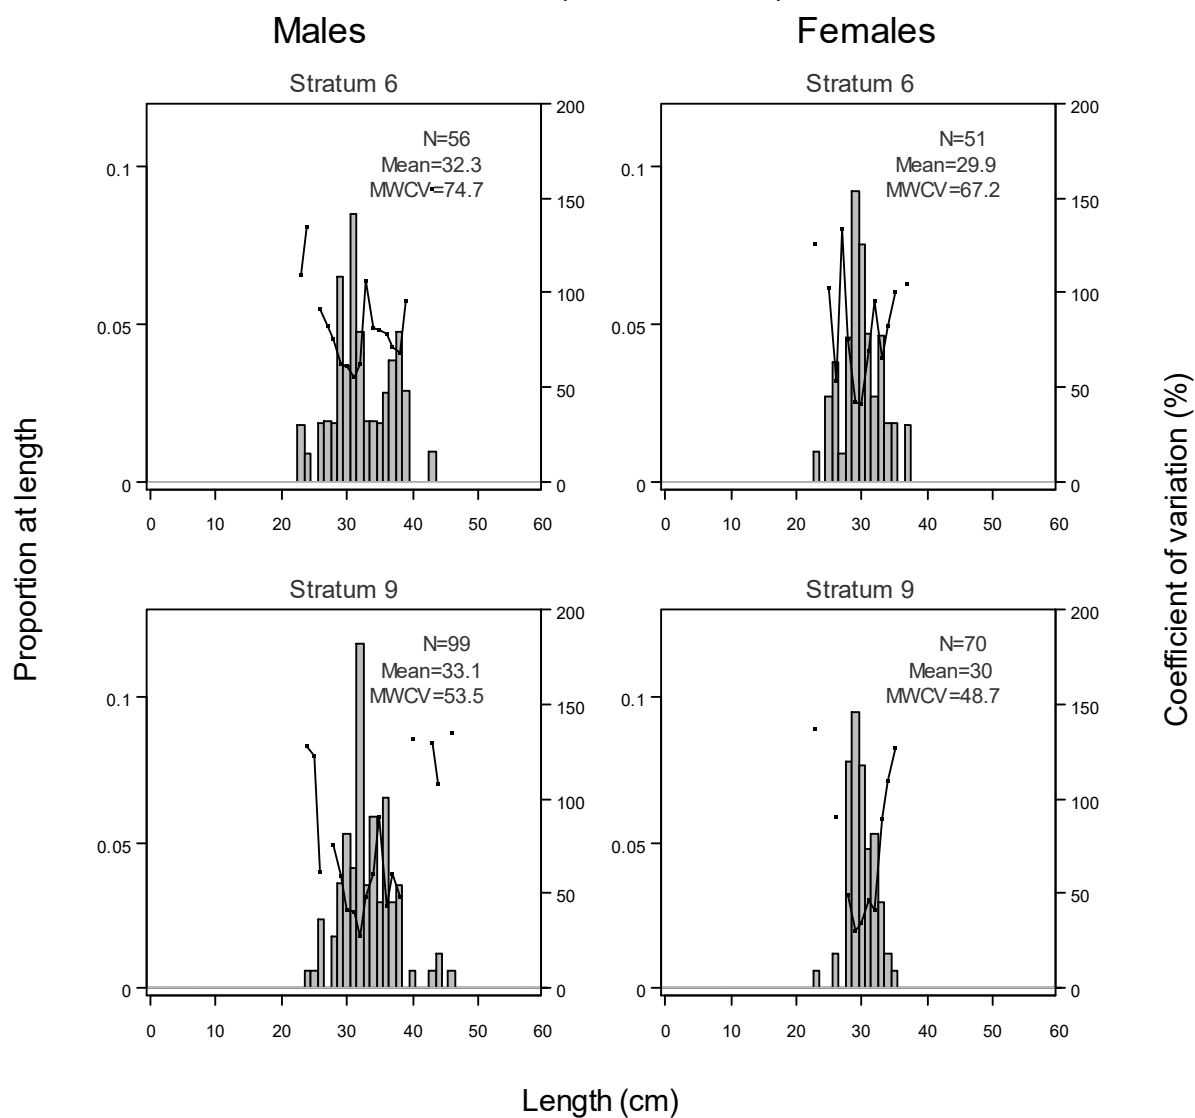 Males
Females
Stratum 6
N=56
Mean=32.3
MWCV=74.7
0.1
0.05
0
200
150
100
50
0
0 10 20 30 40 50 60
Stratum 6
N=51
Mean=29.9
MWCV=67.2
0.1
0.05
0
200
150
100
50
0
0 10 20 30 40 50 60
Stratum 9
N=99
Mean=33.1
MWCV=53.5
0.1
0.05
0
200
150
100
50
0
0 10 20 30 40 50 60
Stratum 9
N=70
Mean=30
MWCV=48.7
0.1
0.05
0
200
150
100
50
0
0 10 20 30 40 50 60
Proportion at length
Coefficient of variation (%)
Length (cm)